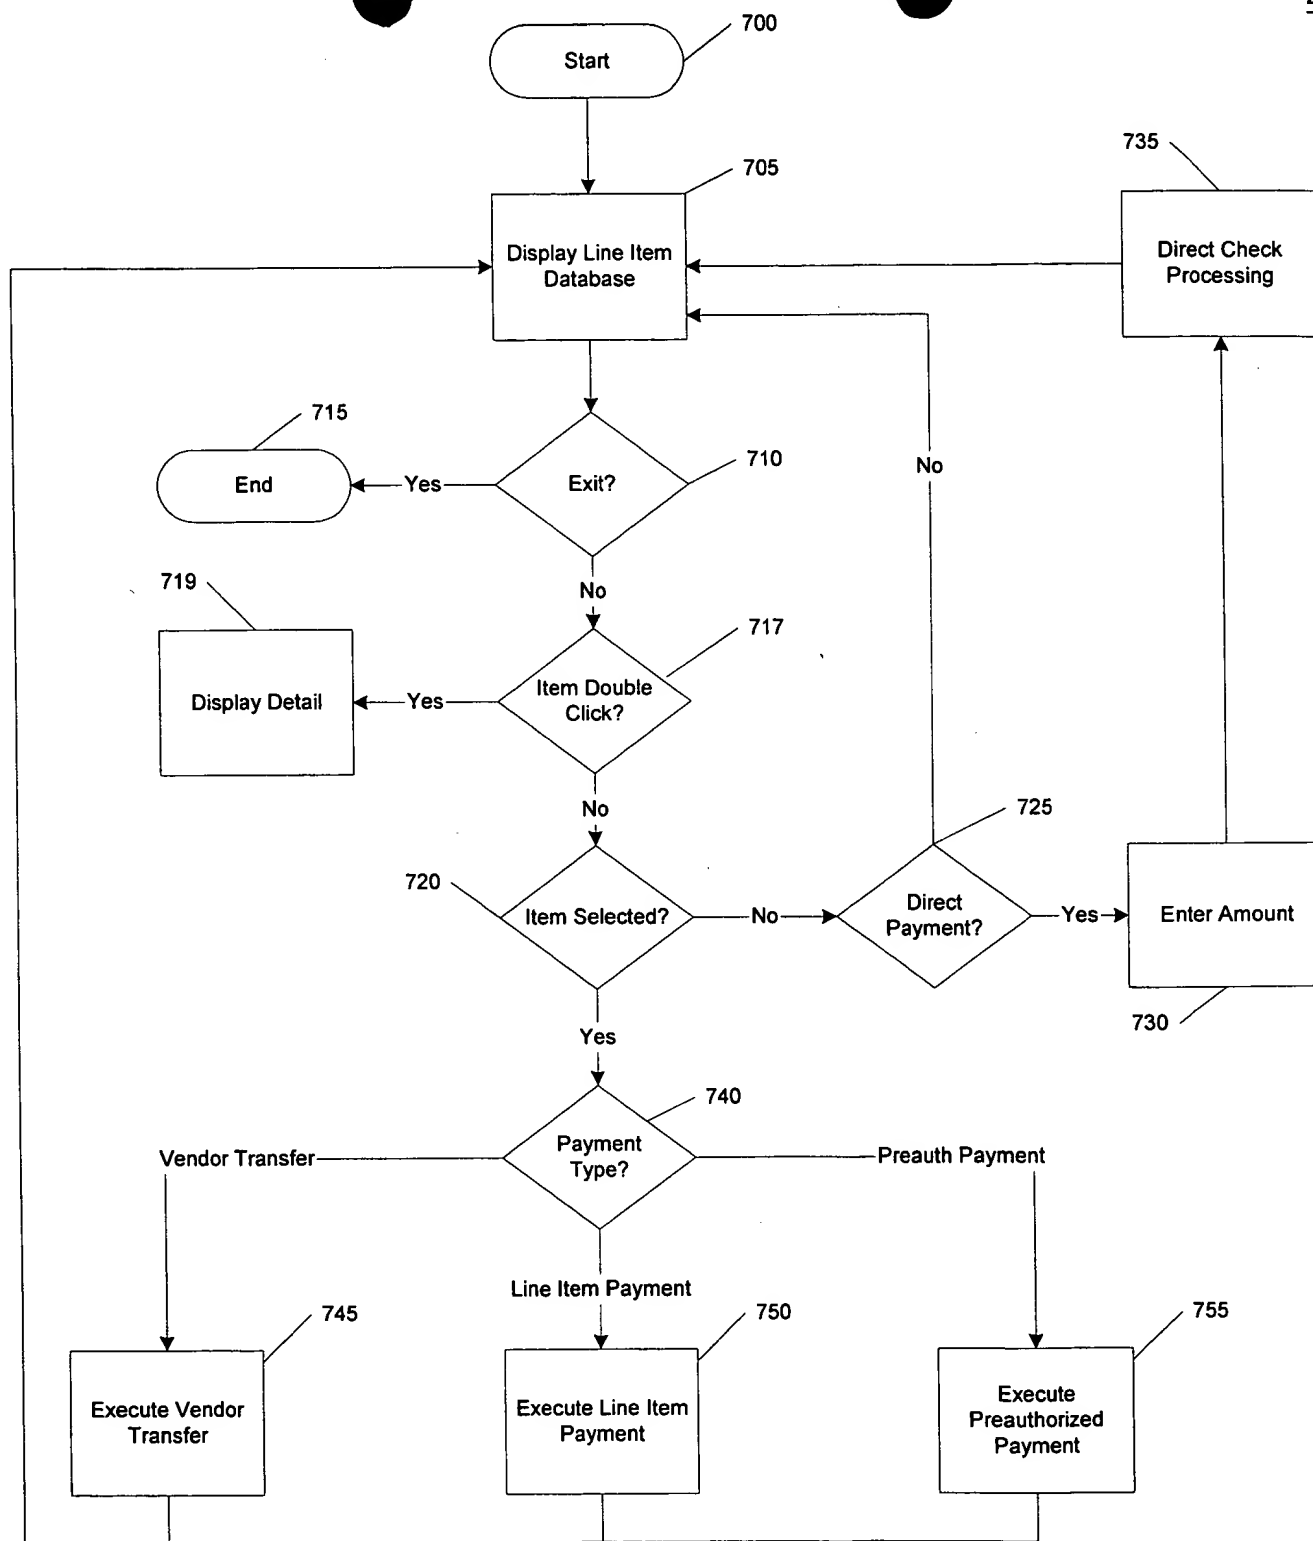 700
Start
705
735
Display Line Item
Database
Direct Check
Processing
715
710
End
Yes
Exit?
No
No
719
717
Display Detail
Yes
Item Double
Click?
No
725
720
Item Selected?
No
Direct
Payment?
Yes
Enter Amount
730
Yes
740
Vendor Transfer
Payment
Type?
Preauth Payment
Line Item Payment
745
750
755
Execute Vendor
Transfer
Execute Line Item
Payment
Execute
Preauthorized
Payment